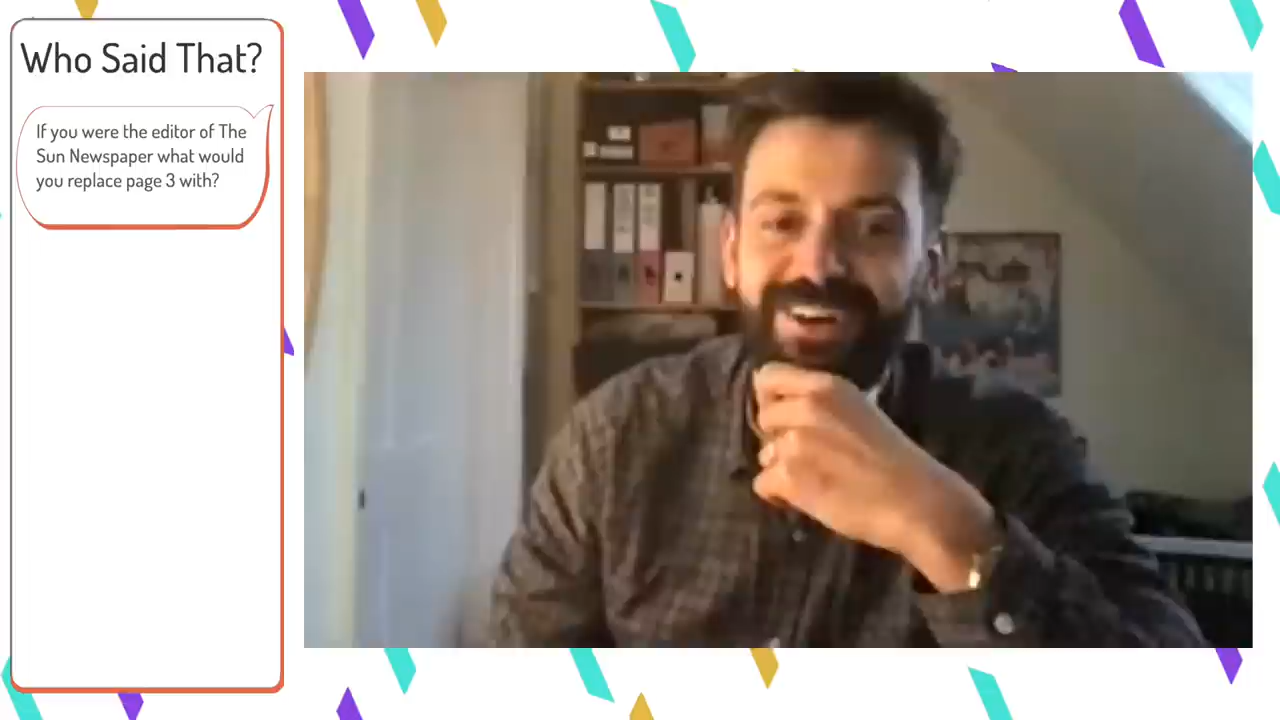 Who Said That?
If you were the editor of The
Sun Newspaper what would
you replace page 3 with?